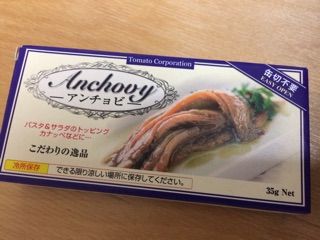 Tomato Corporation
缶切不要
EASY OPEN
Anchovy
アンチョビ
パスタ&サラダのトッピング
カナッペなどに…
こだわりの逸品
冷所保存
できる限り涼しい場所に保存してください。
35g Net